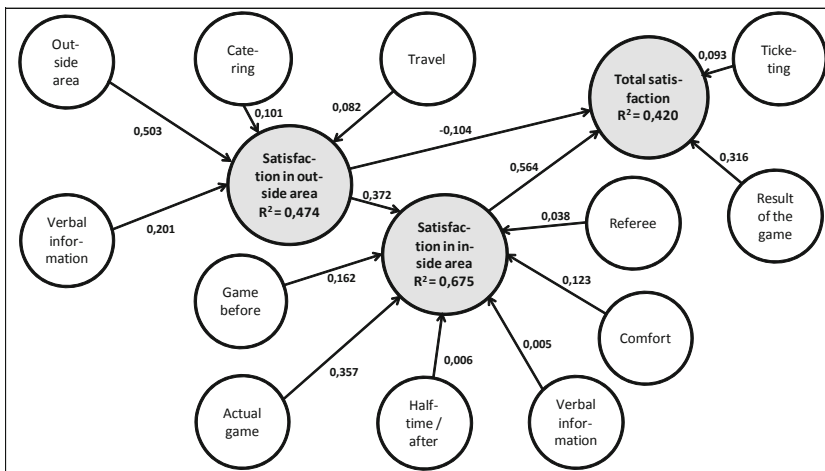 Out-
side
area
Cate-
ring
Travel
Total satis-
faction
R² = 0,420
Ticke-
ting
0,093
0,503
0,101
0,082
-0,104
0,564
0,316
Satisfac-
tion in out-
side area
R² = 0,474
0,372
Verbal
infor-
mation
0,201
Satisfac-
tion in in-
side area
R² = 0,675
0,038
Referee
Result
of the
game
Game
before
0,162
0,123
Comfort
0,357
0,006
0,005
Actual
game
Half-
time /
after
Verbal
infor-
mation